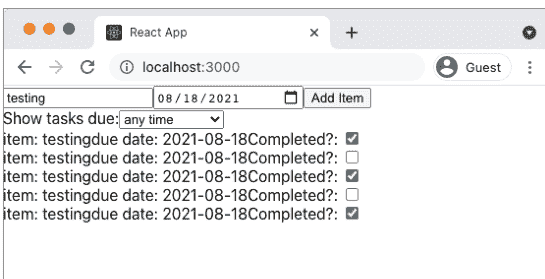 React App
localhost:3000
Guest
testing 08/18/2021 Add Item
Show tasks due: any time
item: testingdue date: 2021-08-18Completed?:
item: testingdue date: 2021-08-18Completed?:
item: testingdue date: 2021-08-18Completed?:
item: testingdue date: 2021-08-18Completed?:
item: testingdue date: 2021-08-18Completed?: